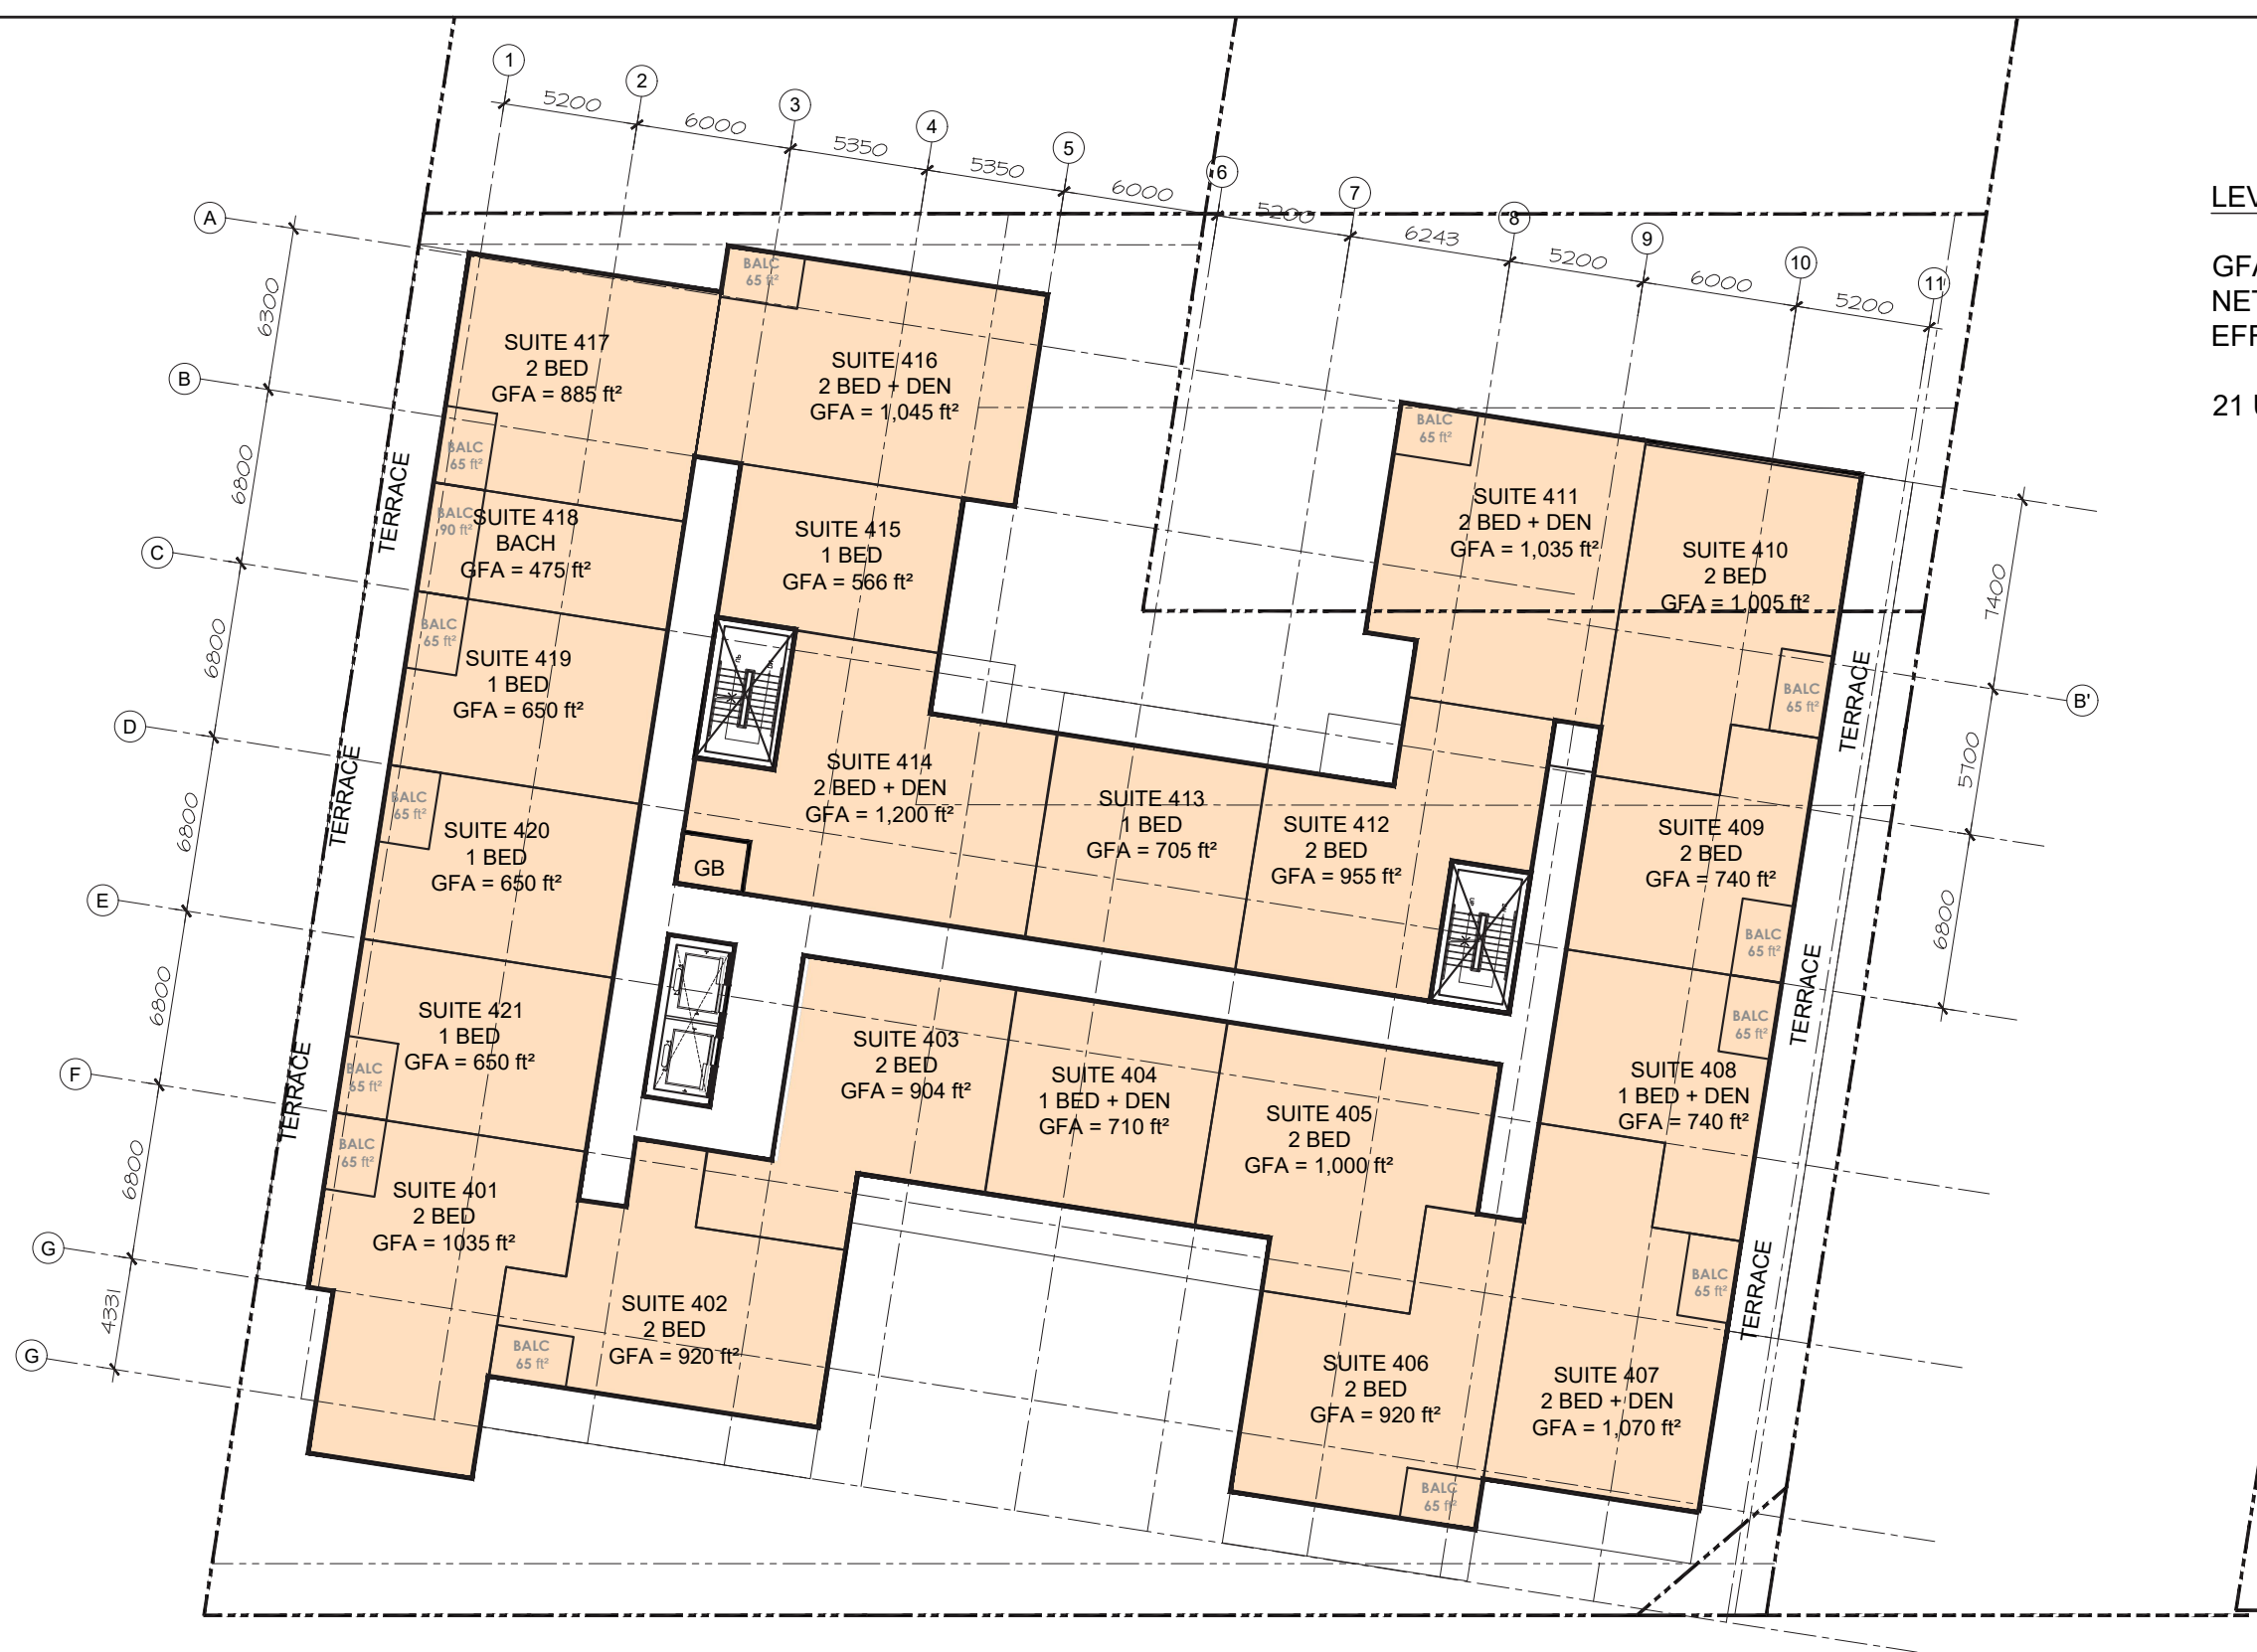 1
2
3
4
5
6
7
8
9
10
11
5200
6000
5350
5350
6000
5200
6243
5200
6000
5200
A
B
C
D
E
F
G
G
B'
6300
6800
6800
6800
6800
6800
4331
7400
5700
6800
LEV
GFA
NET
EFF
21 U
SUITE 417
2 BED
GFA = 885 ft²
BALC
65 ft²
SUITE 416
2 BED + DEN
GFA = 1,045 ft²
BALC
65 ft²
SUITE 418
BACH
GFA = 475 ft²
BALC
90 ft²
SUITE 415
1 BED
GFA = 566 ft²
SUITE 411
2 BED + DEN
GFA = 1,035 ft²
BALC
65 ft²
SUITE 410
2 BED
GFA = 1,005 ft²
BALC
65 ft²
SUITE 419
1 BED
GFA = 650 ft²
BALC
65 ft²
SUITE 414
2 BED + DEN
GFA = 1,200 ft²
SUITE 413
1 BED
GFA = 705 ft²
SUITE 412
2 BED
GFA = 955 ft²
SUITE 409
2 BED
GFA = 740 ft²
BALC
65 ft²
SUITE 420
1 BED
GFA = 650 ft²
BALC
65 ft²
GB
SUITE 421
1 BED
GFA = 650 ft²
BALC
65 ft²
SUITE 403
2 BED
GFA = 904 ft²
SUITE 404
1 BED + DEN
GFA = 710 ft²
SUITE 405
2 BED
GFA = 1,000 ft²
SUITE 408
1 BED + DEN
GFA = 740 ft²
BALC
65 ft²
SUITE 401
2 BED
GFA = 1035 ft²
BALC
65 ft²
SUITE 402
2 BED
GFA = 920 ft²
BALC
65 ft²
SUITE 406
2 BED
GFA = 920 ft²
BALC
65 ft²
SUITE 407
2 BED + DEN
GFA = 1,070 ft²
BALC
65 ft²
TERRACE
TERRACE
TERRACE
TERRACE
TERRACE
TERRACE